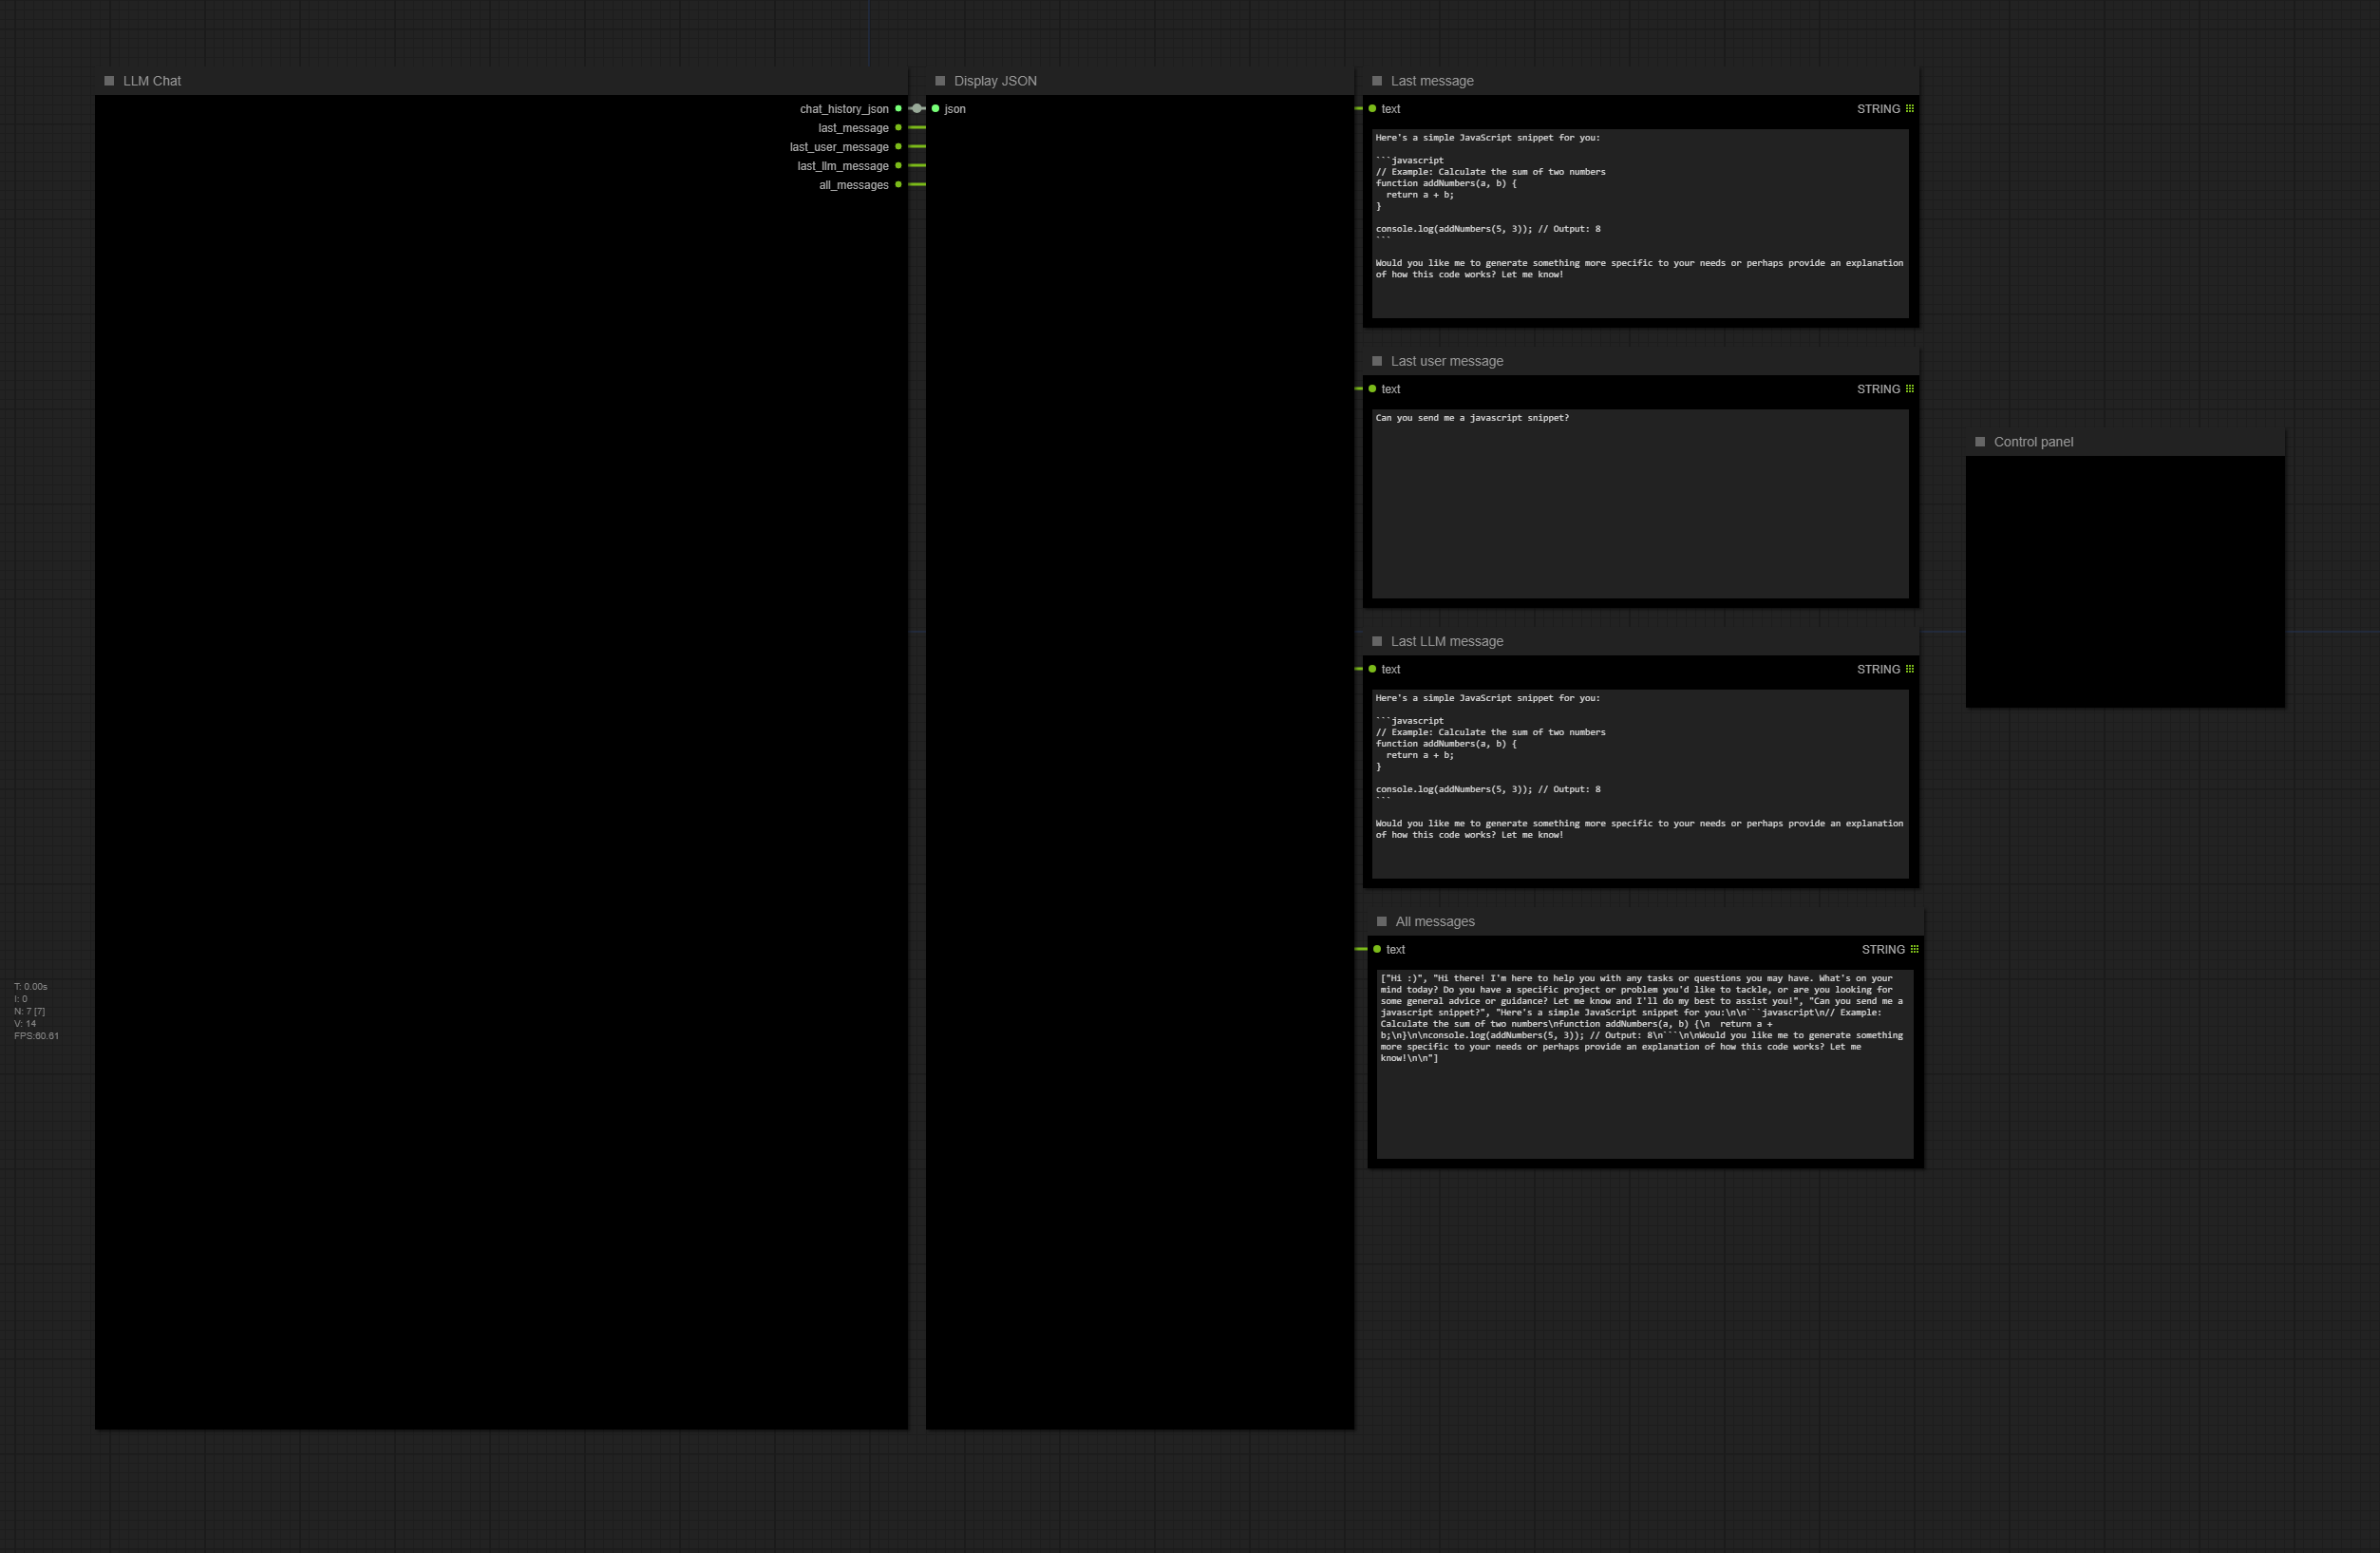 LLM Chat
chat_history_json
last_message
last_user_message
last_llm_message
all_messages
Display JSON
json
Last message
text STRING
Here's a simple JavaScript snippet for you:
```javascript
// Example: Calculate the sum of two numbers
function addNumbers(a, b) {
  return a + b;
}
console.log(addNumbers(5, 3)); // Output: 8
```
Would you like me to generate something more specific to your needs or perhaps provide an explanation
of how this code works? Let me know!
Last user message
text STRING
Can you send me a javascript snippet?
Last LLM message
text STRING
Here's a simple JavaScript snippet for you:
```javascript
// Example: Calculate the sum of two numbers
function addNumbers(a, b) {
  return a + b;
}
console.log(addNumbers(5, 3)); // Output: 8
```
Would you like me to generate something more specific to your needs or perhaps provide an explanation
of how this code works? Let me know!
All messages
text STRING
["Hi :)", "Hi there! I'm here to help you with any tasks or questions you may have. What's on your
mind today? Do you have a specific project or problem you'd like to tackle, or are you looking for
some general advice or guidance? Let me know and I'll do my best to assist you!", "Can you send me a
javascript snippet?", "Here's a simple JavaScript snippet for you:\n\n```javascript\n// Example:
Calculate the sum of two numbers\nfunction addNumbers(a, b) {\n  return a +
b;\n}\n\nconsole.log(addNumbers(5, 3)); // Output: 8\n```\n\nWould you like me to generate something
more specific to your needs or perhaps provide an explanation of how this code works? Let me
know!\n\n"]
Control panel
T: 0.00s
I: 0
N: 7 [7]
V: 14
FPS:60.61